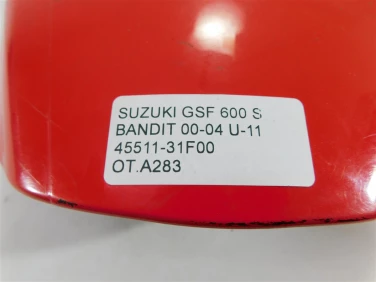 SUZUKI GSF 600 S
BANDIT 00-04 U-11
45511-31F00
OT.A283